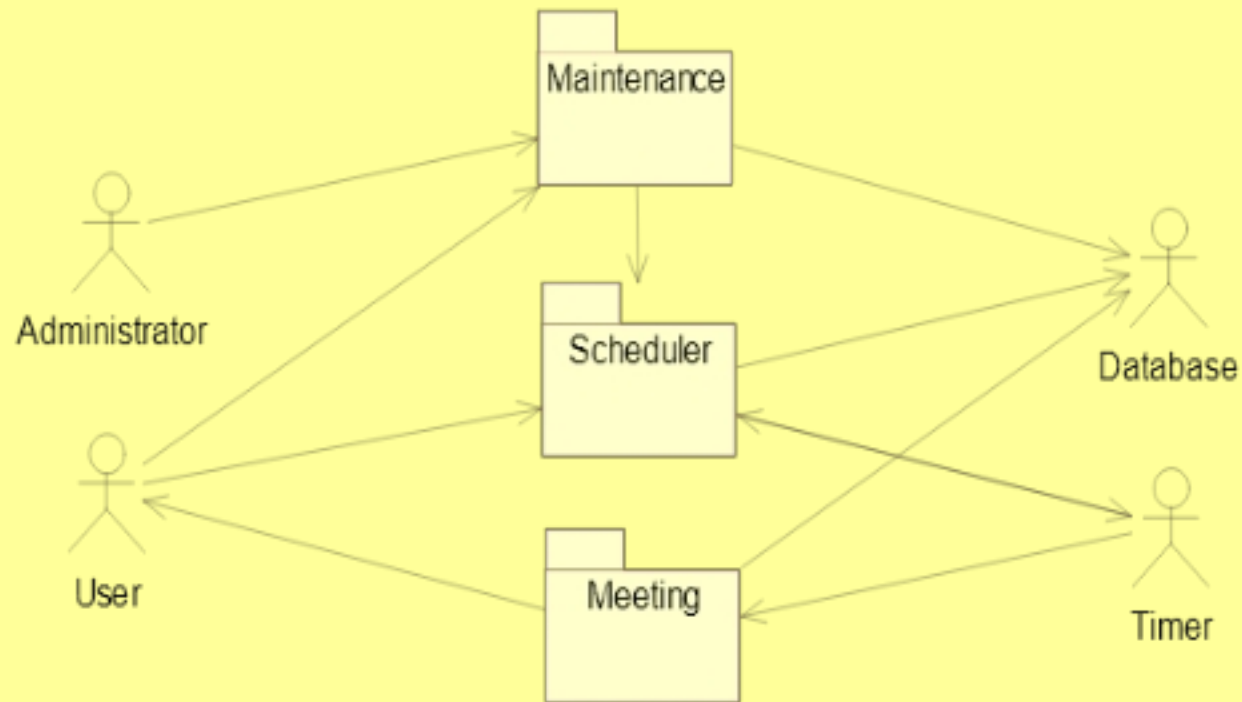 Maintenance
Administrator
Scheduler
Database
User
Meeting
Timer